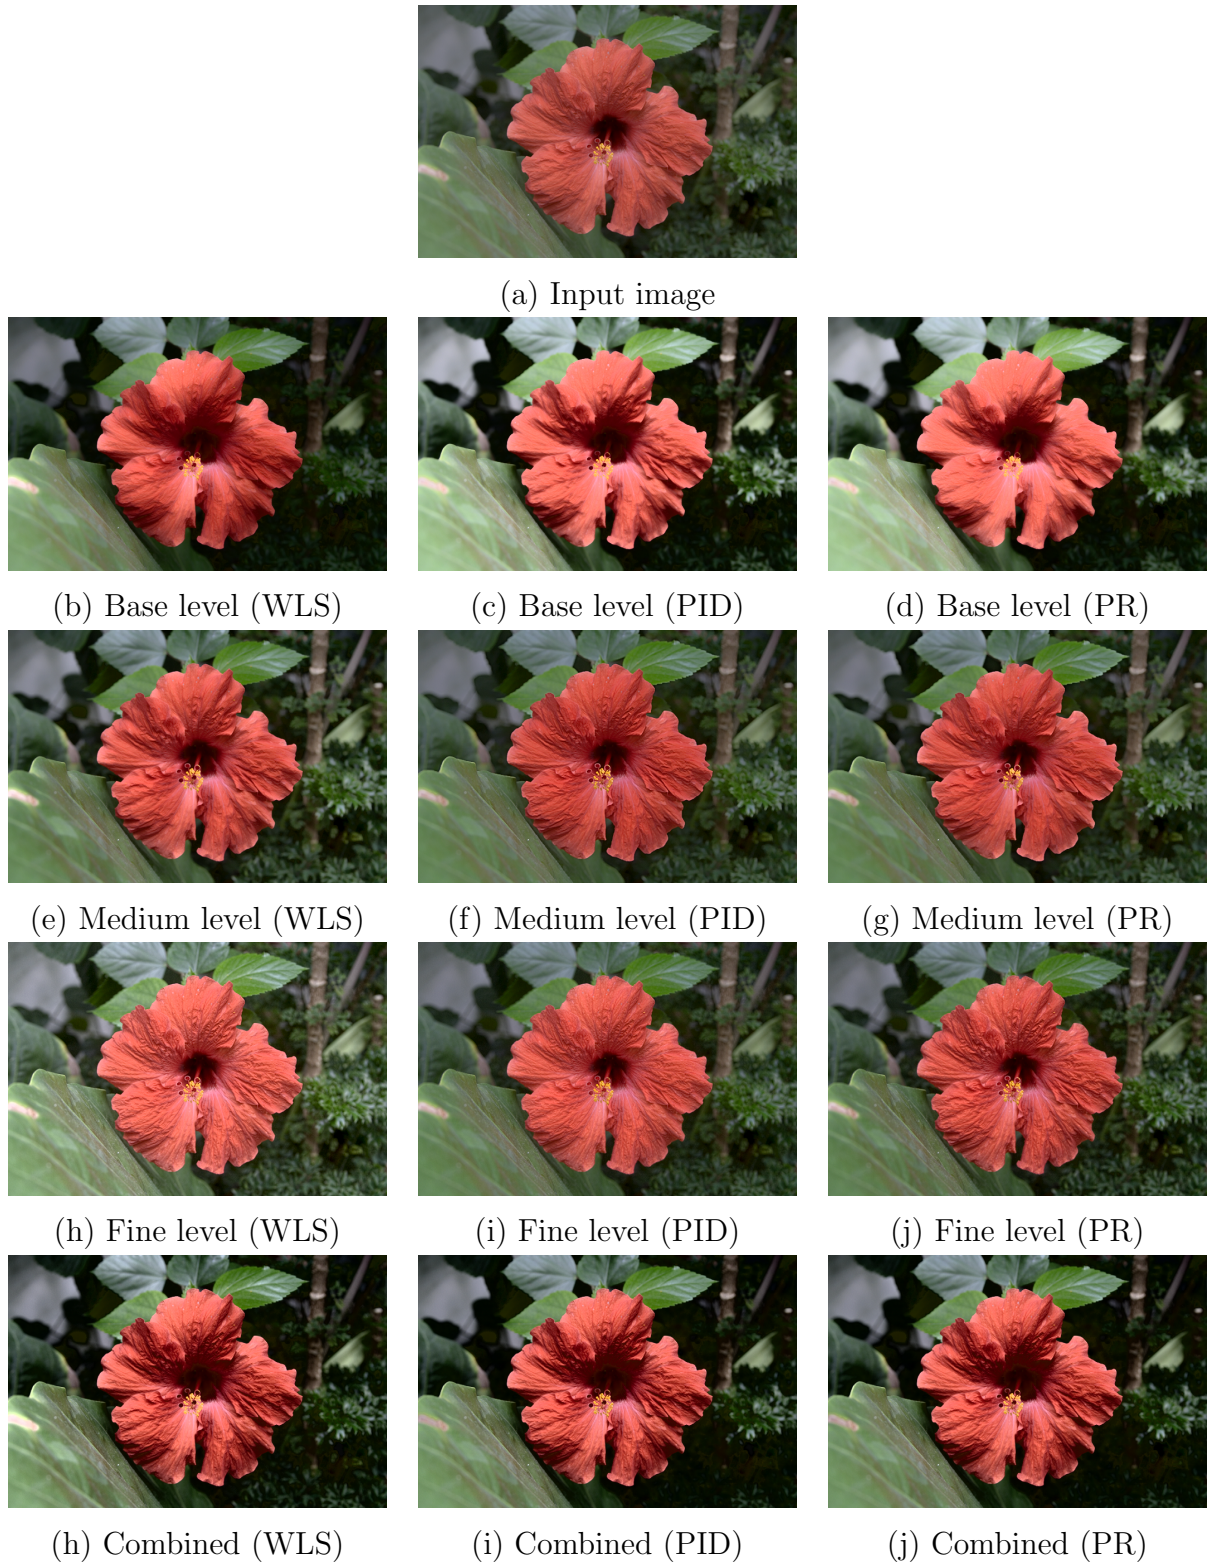 (a) Input image
(b) Base level (WLS)
(c) Base level (PID)
(d) Base level (PR)
(e) Medium level (WLS)
(f) Medium level (PID)
(g) Medium level (PR)
(h) Fine level (WLS)
(i) Fine level (PID)
(j) Fine level (PR)
(h) Combined (WLS)
(i) Combined (PID)
(j) Combined (PR)